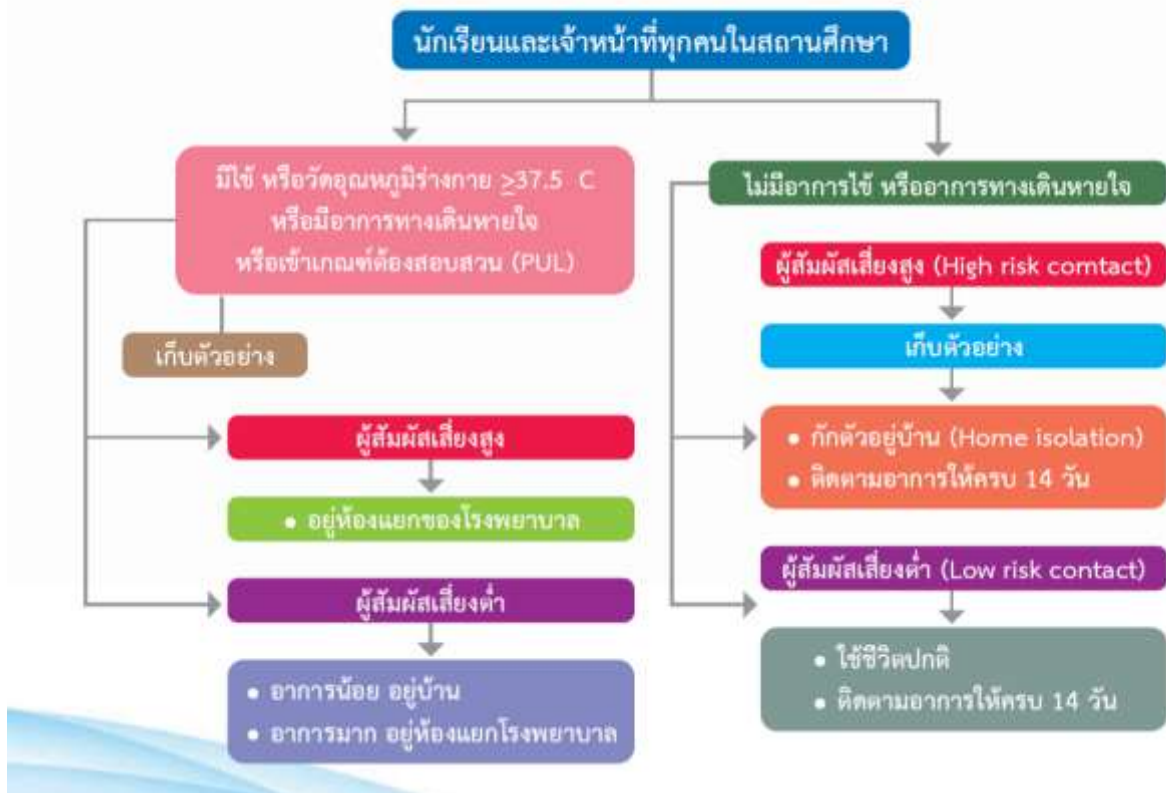 นักเรียนและเจ้าหน้าที่ทุกคนในสถานศึกษา
มีไข้ หรือวัดอุณหภูมิร่างกาย ≥37.5 C
หรือมีอาการทางเดินหายใจ
หรือเข้าเกณฑ์ต้องสอบสวน (PUL)
เก็บตัวอย่าง
ผู้สัมผัสเสี่ยงสูง
• อยู่ห้องแยกของโรงพยาบาล
ผู้สัมผัสเสี่ยงต่ำ
• อาการน้อย อยู่บ้าน
• อาการมาก อยู่ห้องแยกโรงพยาบาล
ไม่มีอาการไข้ หรืออาการทางเดินหายใจ
ผู้สัมผัสเสี่ยงสูง (High risk comtact)
เก็บตัวอย่าง
• กักตัวอยู่บ้าน (Home isolation)
• ติดตามอาการให้ครบ 14 วัน
ผู้สัมผัสเสี่ยงต่ำ (Low risk contact)
• ใช้ชีวิตปกติ
• ติดตามอาการให้ครบ 14 วัน